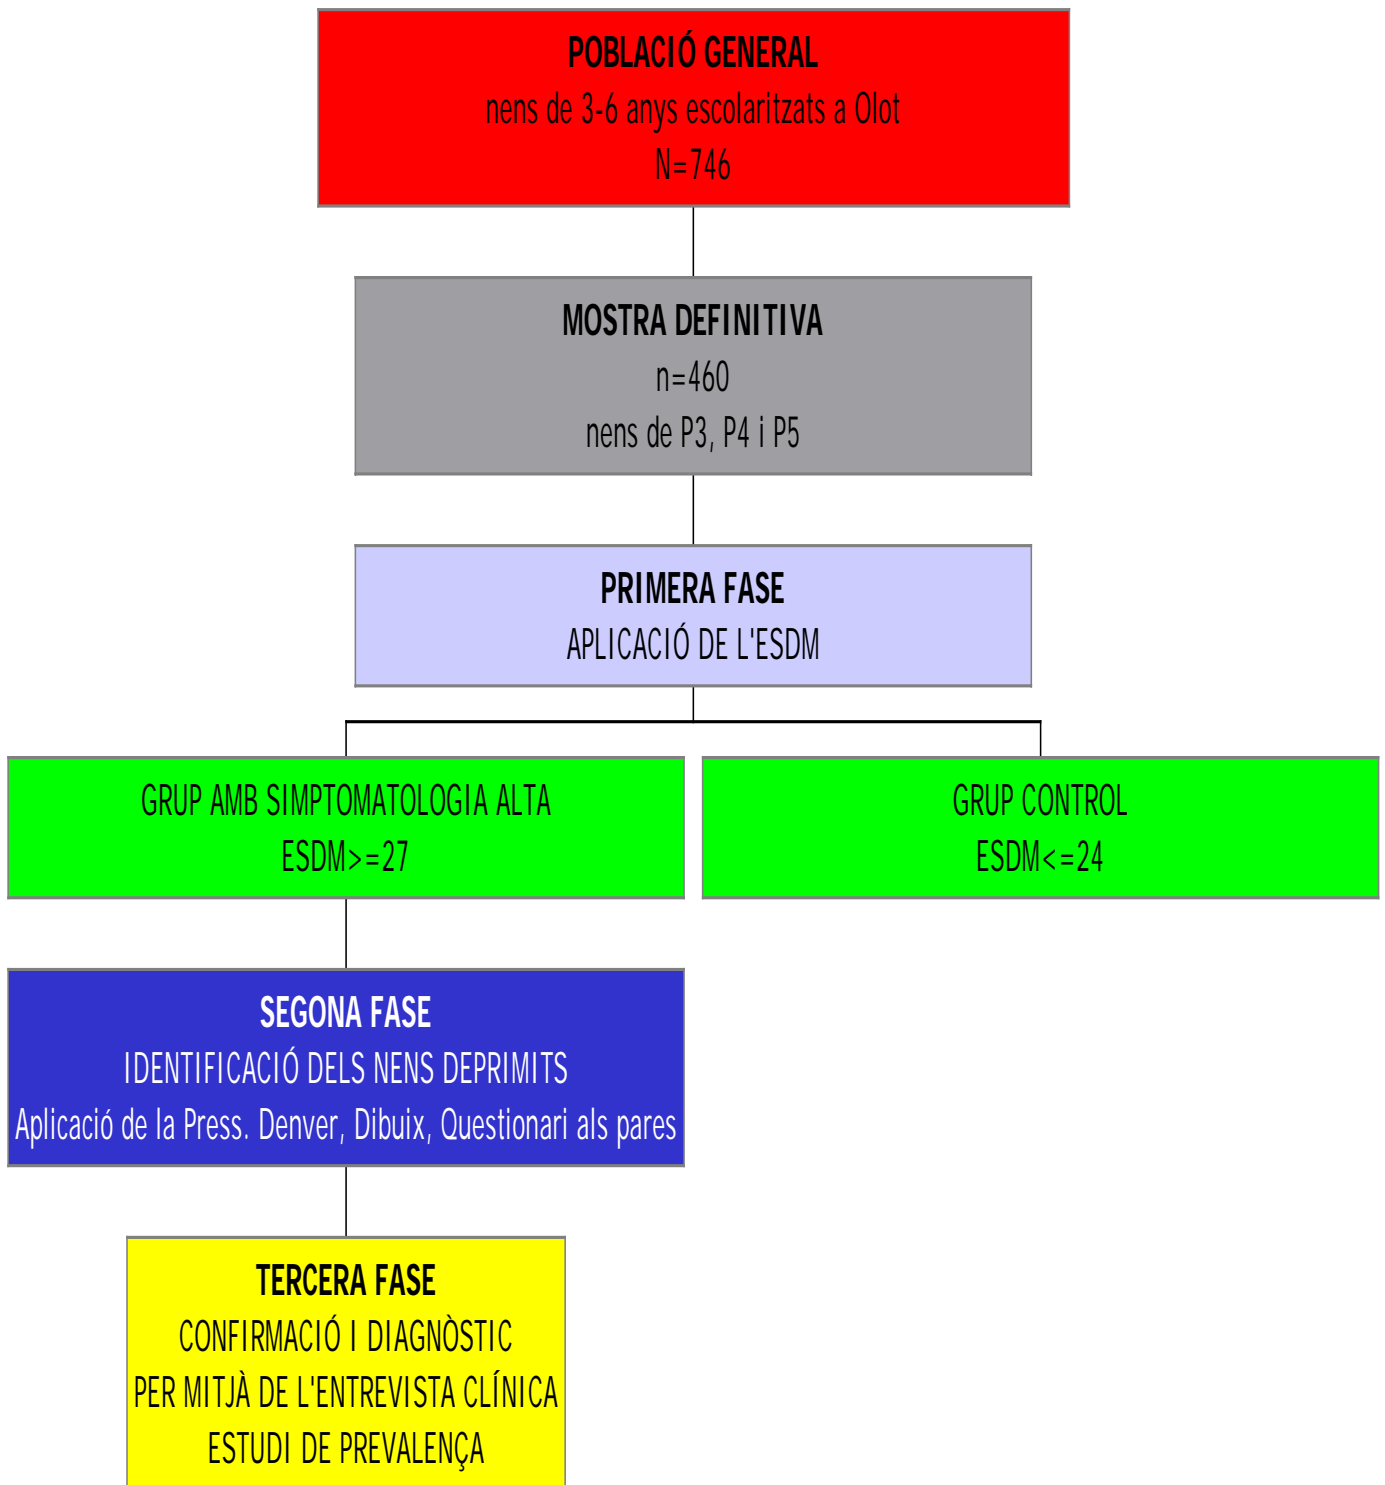 POBLACIÓ GENERAL
nens de 3-6 anys escolaritzats a Olot
N=746
MOSTRA DEFINITIVA
n=460
nens de P3, P4 i P5
PRIMERA FASE
APLICACIÓ DE L'ESDM
GRUP AMB SIMPTOMATOLOGIA ALTA
ESDM>=27
GRUP CONTROL
ESDM<=24
SEGONA FASE
IDENTIFICACIÓ DELS NENS DEPRIMITS
Aplicació de la Press. Denver, Dibuix, Questionari als pares
TERCERA FASE
CONFIRMACIÓ I DIAGNÒSTIC
PER MITJÀ DE L'ENTREVISTA CLÍNICA
ESTUDI DE PREVALENÇA